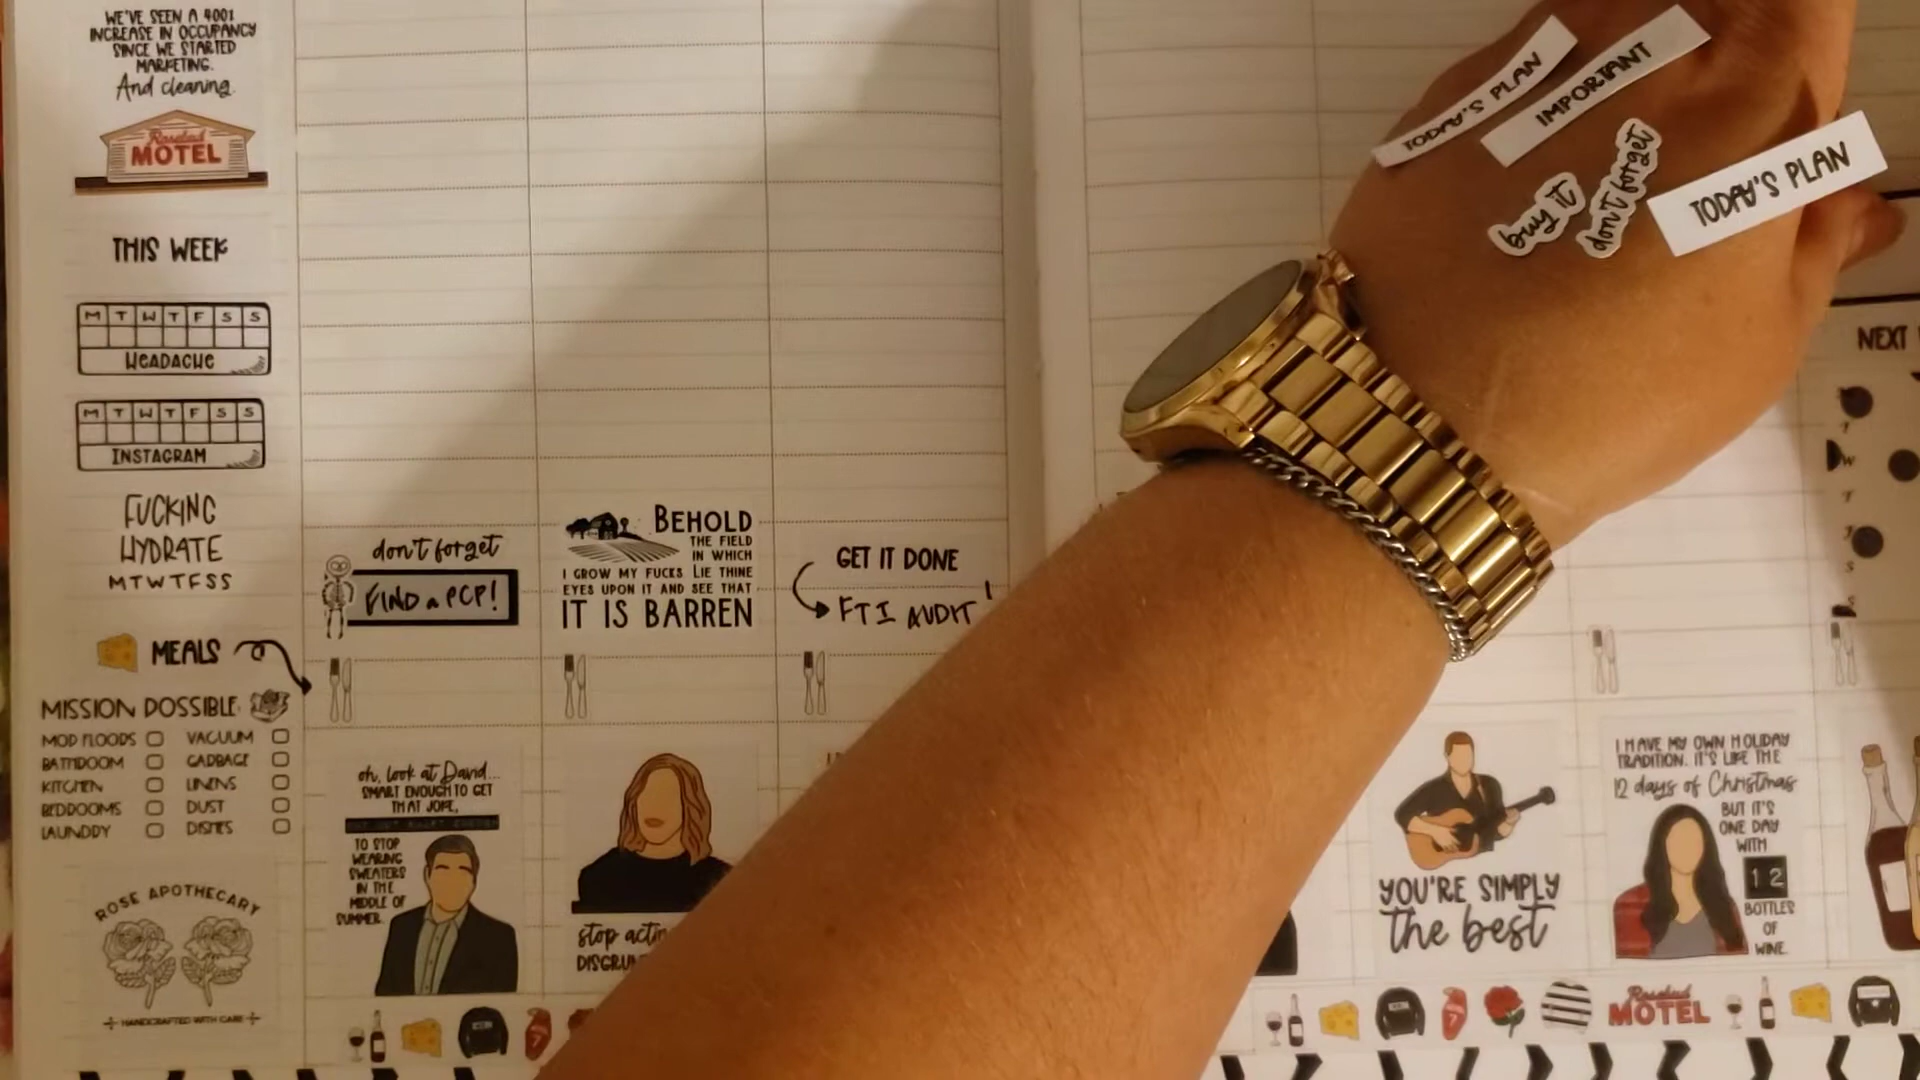 WE'VE SEEN A 400%
INCREASE IN OCCUPANCY
SINCE WE STARTED
MARKETING.
And cleaning.
Rosebud
MOTEL
THIS WEEK
M T W T F S S
HEADACHE
M T W T F S S
INSTAGRAM
FUCKING
HYDRATE
M T W T F S S
MEALS
MISSION POSSIBLE
MOP FLOORS
VACUUM
BATHROOM
GARBAGE
KITCHEN
LINENS
BEDROOMS
DUST
LAUNDRY
DISHES
ROSE APOTHECARY
HANDCRAFTED WITH CARE
don't forget
FIND a PCP!
BEHOLD
THE FIELD
IN WHICH
I GROW MY FUCKS LIE THINE
EYES UPON IT AND SEE THAT
IT IS BARREN
GET IT DONE
FTI AUDIT
oh, look at David...
SMART ENOUGH TO GET
THAT JOKE,
TO STOP
WEARING
SWEATERS
IN THE
MIDDLE OF
SUMMER.
stop
TODAY'S PLAN
IMPORTANT
buy it
don't forget
TODAY'S PLAN
NEXT
YOU'RE SIMPLY
the best
I HAVE MY OWN HOLIDAY
TRADITION. IT'S LIKE THE
12 days of Christmas
BUT IT'S
ONE DAY
WITH
12
BOTTLES
OF
WINE.
Rosebud
MOTEL